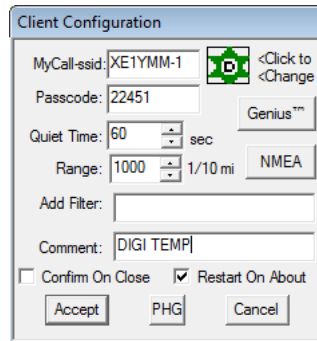 Client Configuration
MyCall-ssid: XE1YMM-1 D <Click to
<Change
Passcode: 22451
Genius™
Quiet Time: 60 sec
Range: 1000 1/10 mi NMEA
Add Filter:
Comment: DIGI TEMP
Confirm On Close Restart On About
Accept PHG Cancel